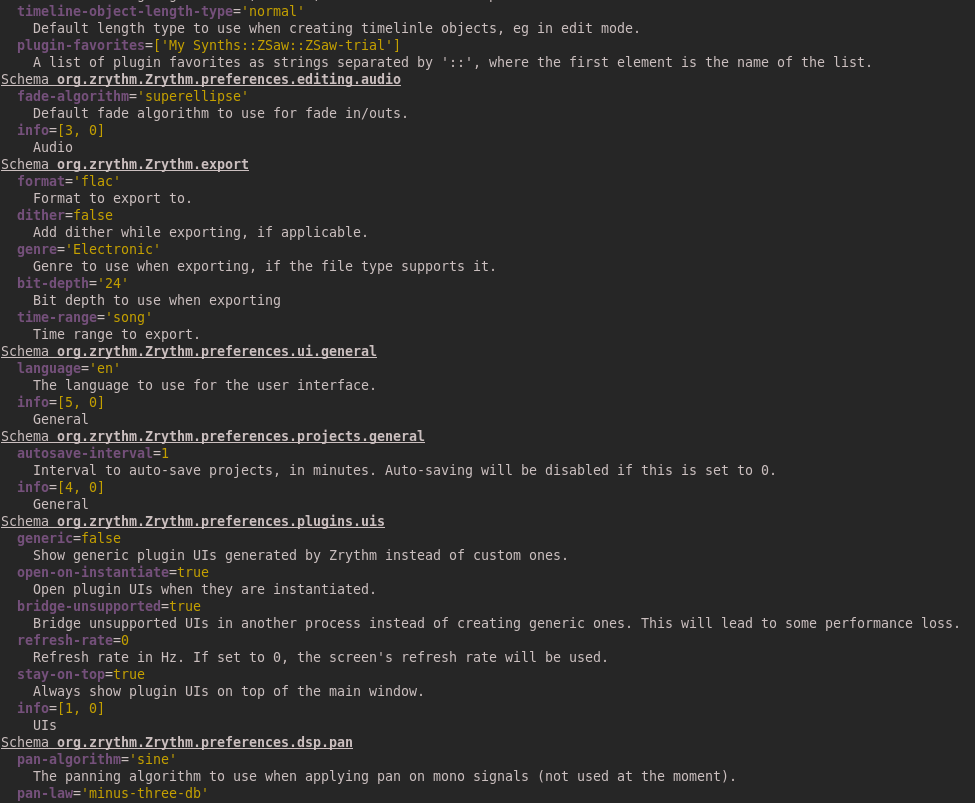 timeline-object-length-type='normal'
Default length type to use when creating timelinle objects, eg in edit mode.
plugin-favorites=['My Synths::ZSaw::ZSaw-trial']
A list of plugin favorites as strings separated by '::', where the first element is the name of the list.
Schema org.zrythm.Zrythm.preferences.editing.audio
fade-algorithm='superellipse'
Default fade algorithm to use for fade in/outs.
info=[3, 0]
Audio
Schema org.zrythm.Zrythm.export
format='flac'
Format to export to.
dither=false
Add dither while exporting, if applicable.
genre='Electronic'
Genre to use when exporting, if the file type supports it.
bit-depth='24'
Bit depth to use when exporting
time-range='song'
Time range to export.
Schema org.zrythm.Zrythm.preferences.ui.general
language='en'
The language to use for the user interface.
info=[5, 0]
General
Schema org.zrythm.Zrythm.preferences.projects.general
autosave-interval=1
Interval to auto-save projects, in minutes. Auto-saving will be disabled if this is set to 0.
info=[4, 0]
General
Schema org.zrythm.Zrythm.preferences.plugins.uis
generic=false
Show generic plugin UIs generated by Zrythm instead of custom ones.
open-on-instantiate=true
Open plugin UIs when they are instantiated.
bridge-unsupported=true
Bridge unsupported UIs in another process instead of creating generic ones. This will lead to some performance loss.
refresh-rate=0
Refresh rate in Hz. If set to 0, the screen's refresh rate will be used.
stay-on-top=true
Always show plugin UIs on top of the main window.
info=[1, 0]
UIs
Schema org.zrythm.Zrythm.preferences.dsp.pan
pan-algorithm='sine'
The panning algorithm to use when applying pan on mono signals (not used at the moment).
pan-law='minus-three-db'